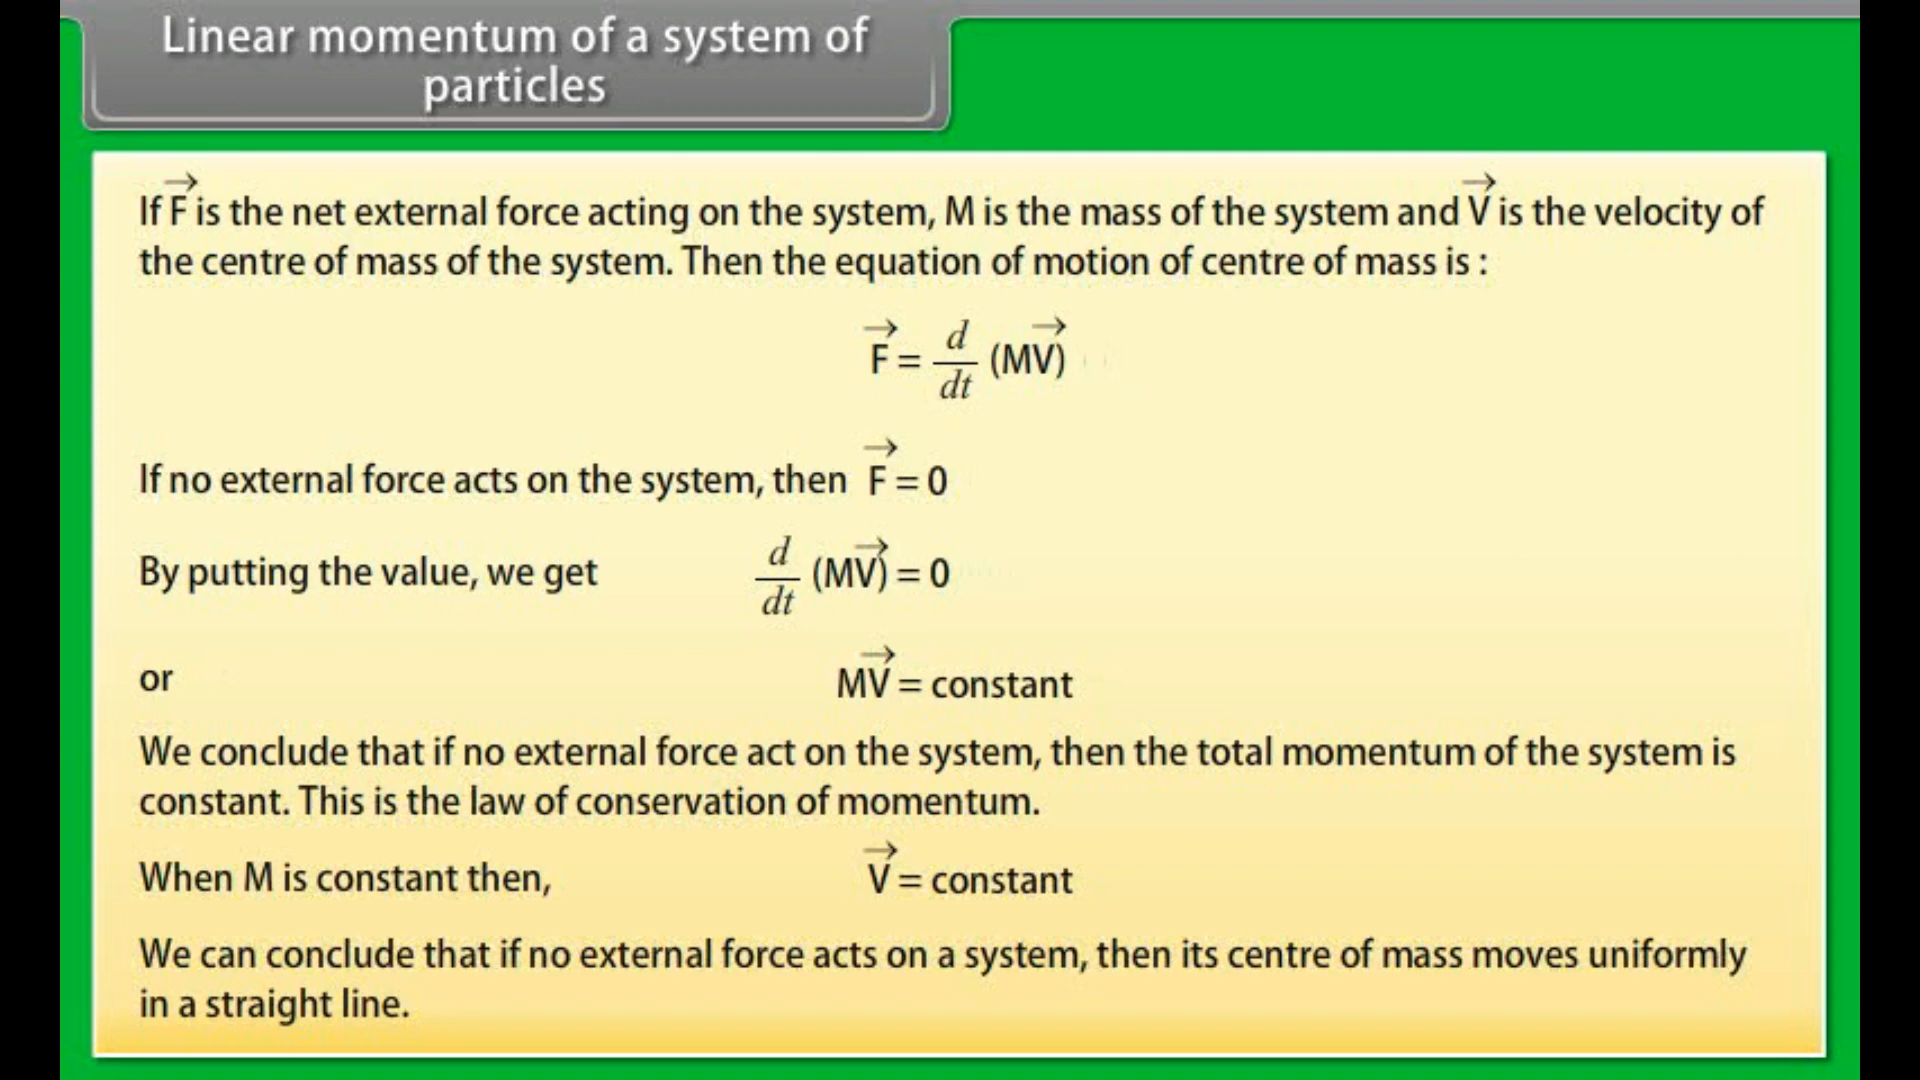 Linear momentum of a system of
particles
If F⃗ is the net external force acting on the system, M is the mass of the system and V⃗ is the velocity of
the centre of mass of the system. Then the equation of motion of centre of mass is :
F⃗ = d/dt (MV⃗)
If no external force acts on the system, then F⃗ = 0
By putting the value, we get d/dt (MV⃗) = 0
or MV⃗ = constant
We conclude that if no external force act on the system, then the total momentum of the system is
constant. This is the law of conservation of momentum.
When M is constant then, V⃗ = constant
We can conclude that if no external force acts on a system, then its centre of mass moves uniformly
in a straight line.